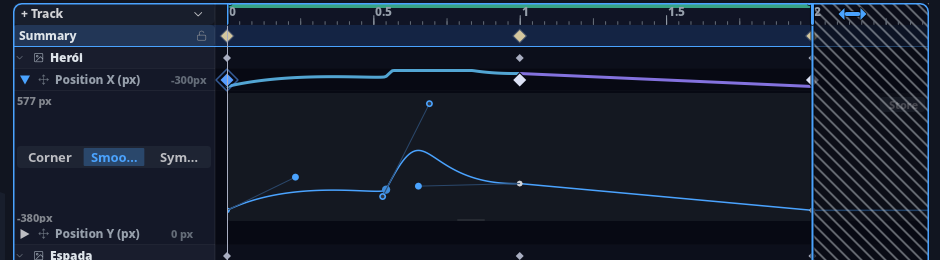 + Track
0 0.5 1 1.5 2
Summary
Heról
Position X (px) -300px
577 px
Store
Corner Smoo... Sym...
-380px
Position Y (px) 0 px
Espada